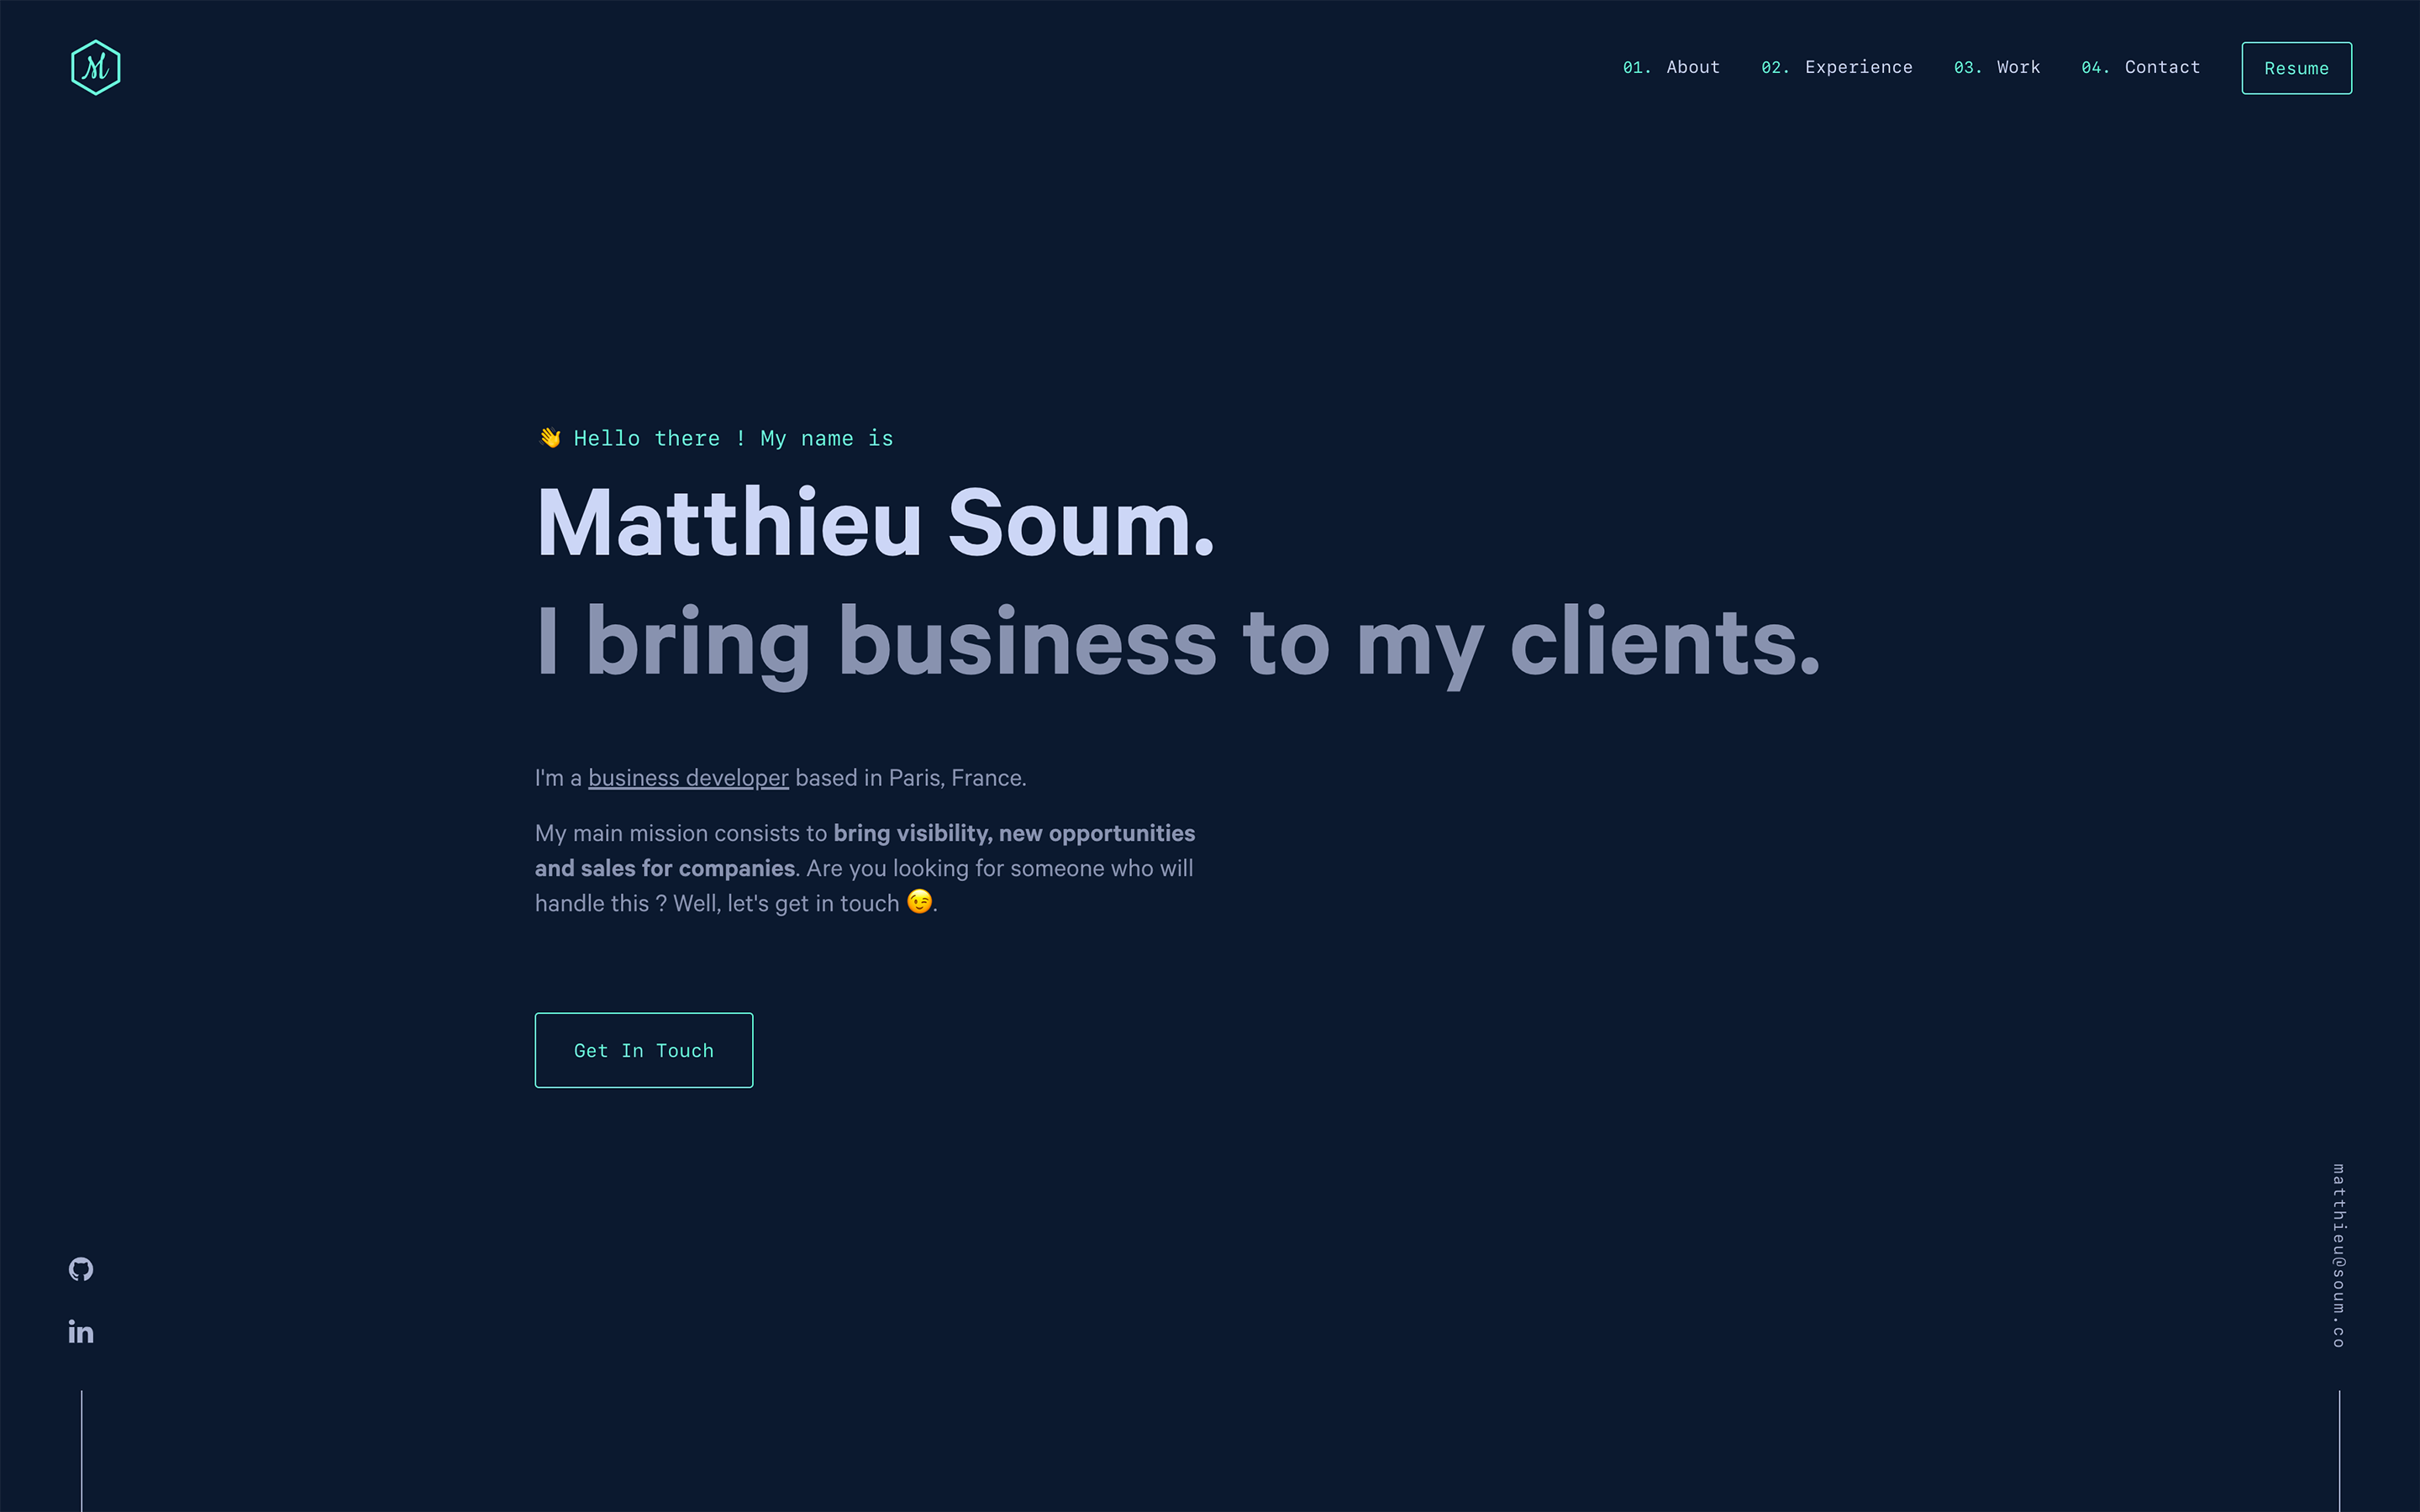 M
01. About 02. Experience 03. Work 04. Contact Resume
👋 Hello there ! My name is
Matthieu Soum.
I bring business to my clients.
I'm a business developer based in Paris, France.
My main mission consists to bring visibility, new opportunities
and sales for companies. Are you looking for someone who will
handle this ? Well, let's get in touch 😉.
Get In Touch
matthieu@soum.co
in